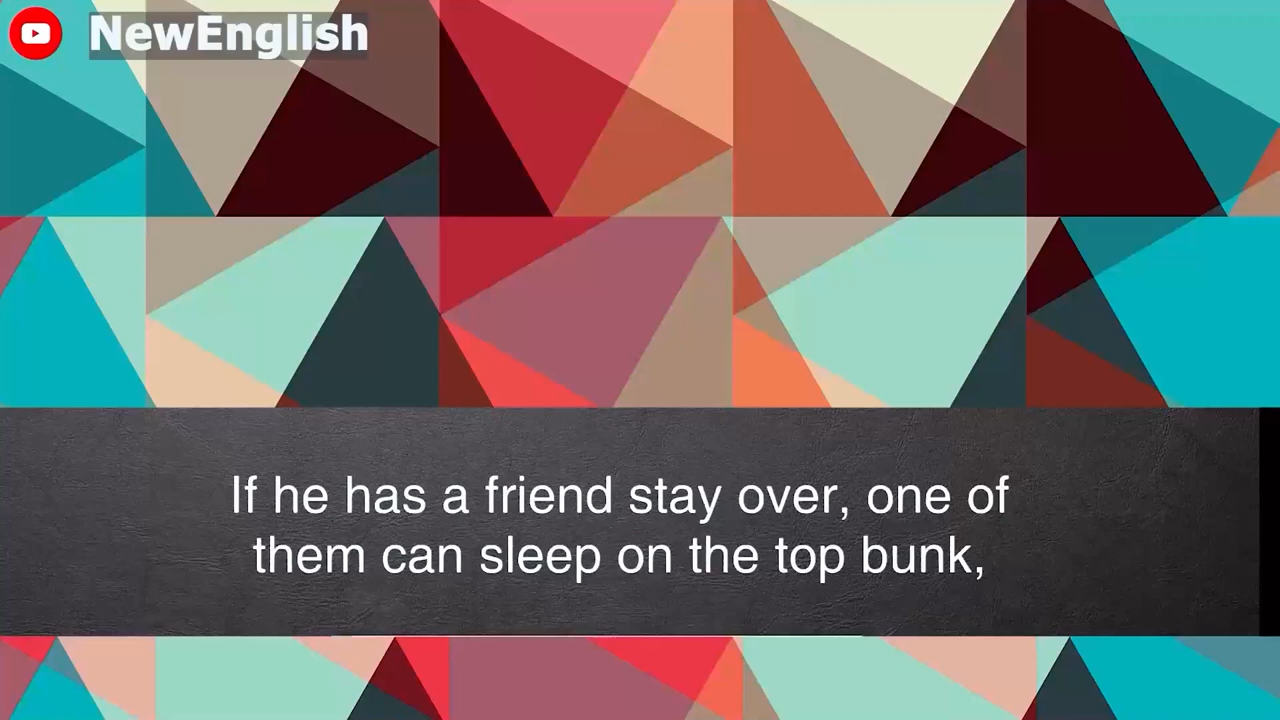 NewEnglish
If he has a friend stay over, one of
them can sleep on the top bunk,